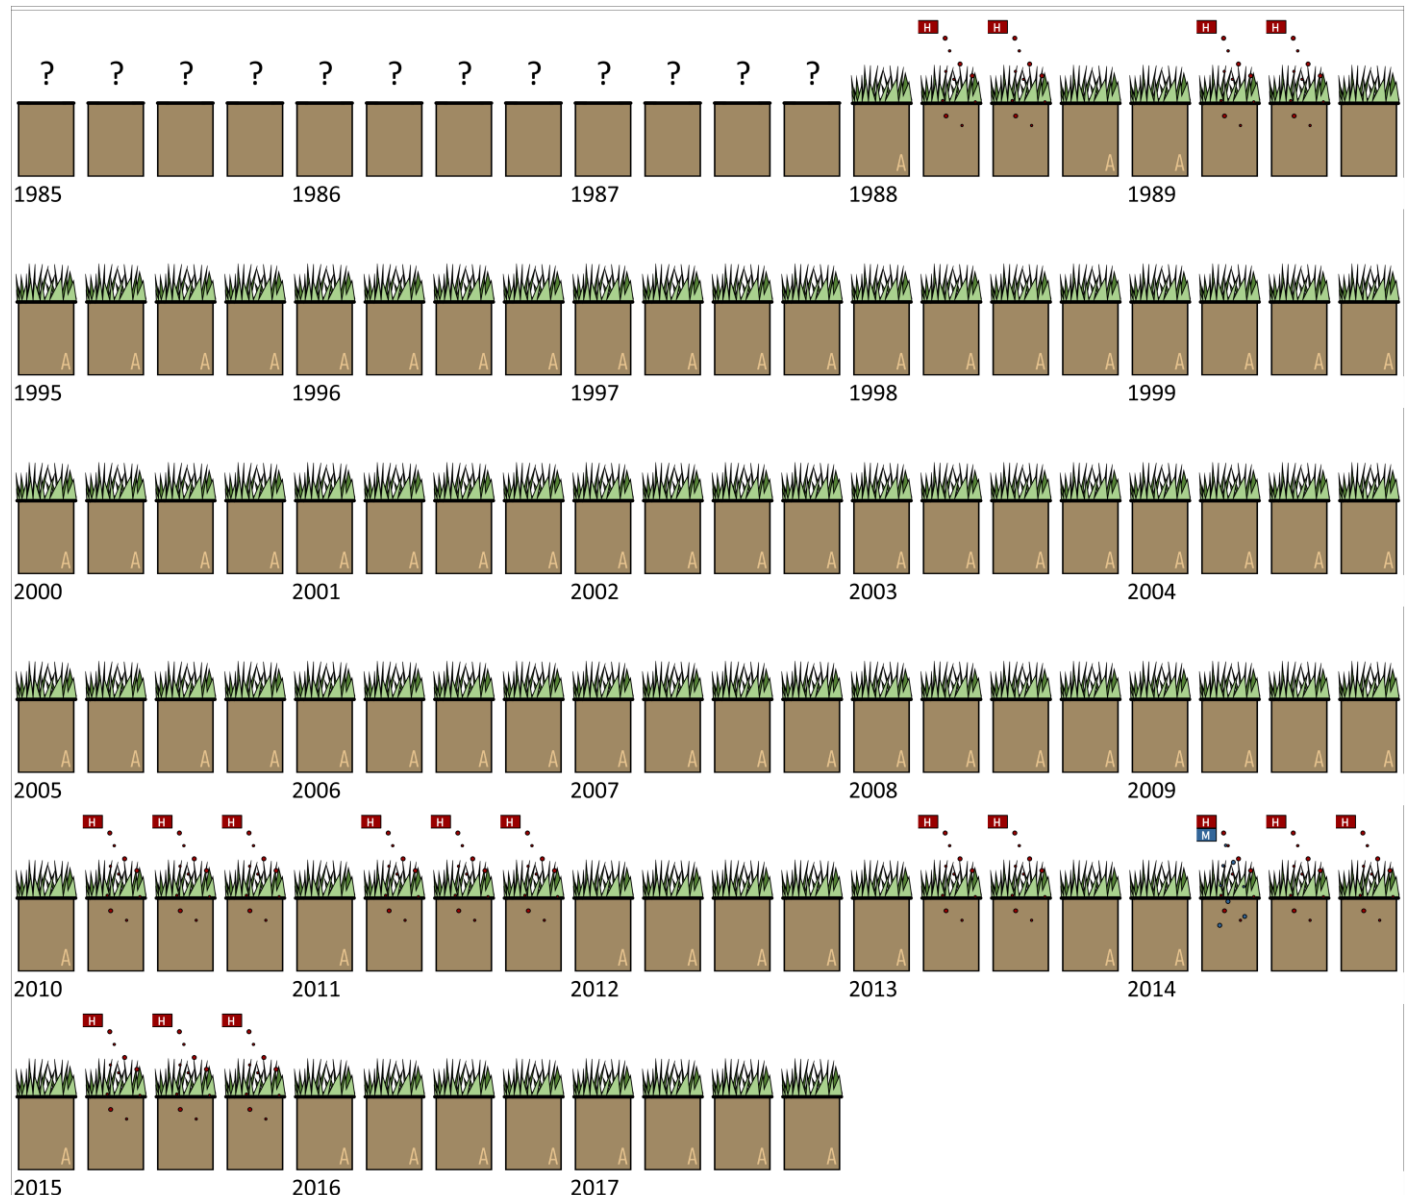 H H H H
? ? ? ? ? ? ? ? ? ? ? ?
A A A
1985 1986 1987 1988 1989
A A A A A A A A A A A A A A A A A A A A
1995 1996 1997 1998 1999
A A A A A A A A A A A A A A A A A A A A
2000 2001 2002 2003 2004
A A A A A A A A A A A A A A A A A A A A
2005 2006 2007 2008 2009
H H H H H H H H H H H
M
A A A A A A A A A
2010 2011 2012 2013 2014
H H H
A A A A A A A A A
2015 2016 2017